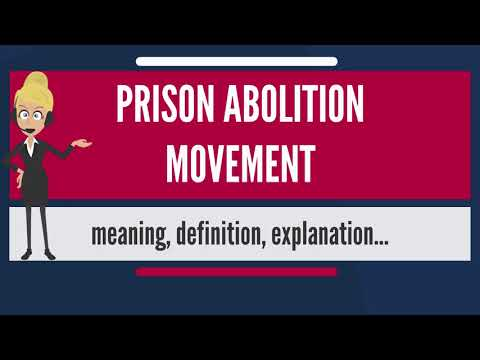 PRISON ABOLITION
MOVEMENT
meaning, definition, explanation...